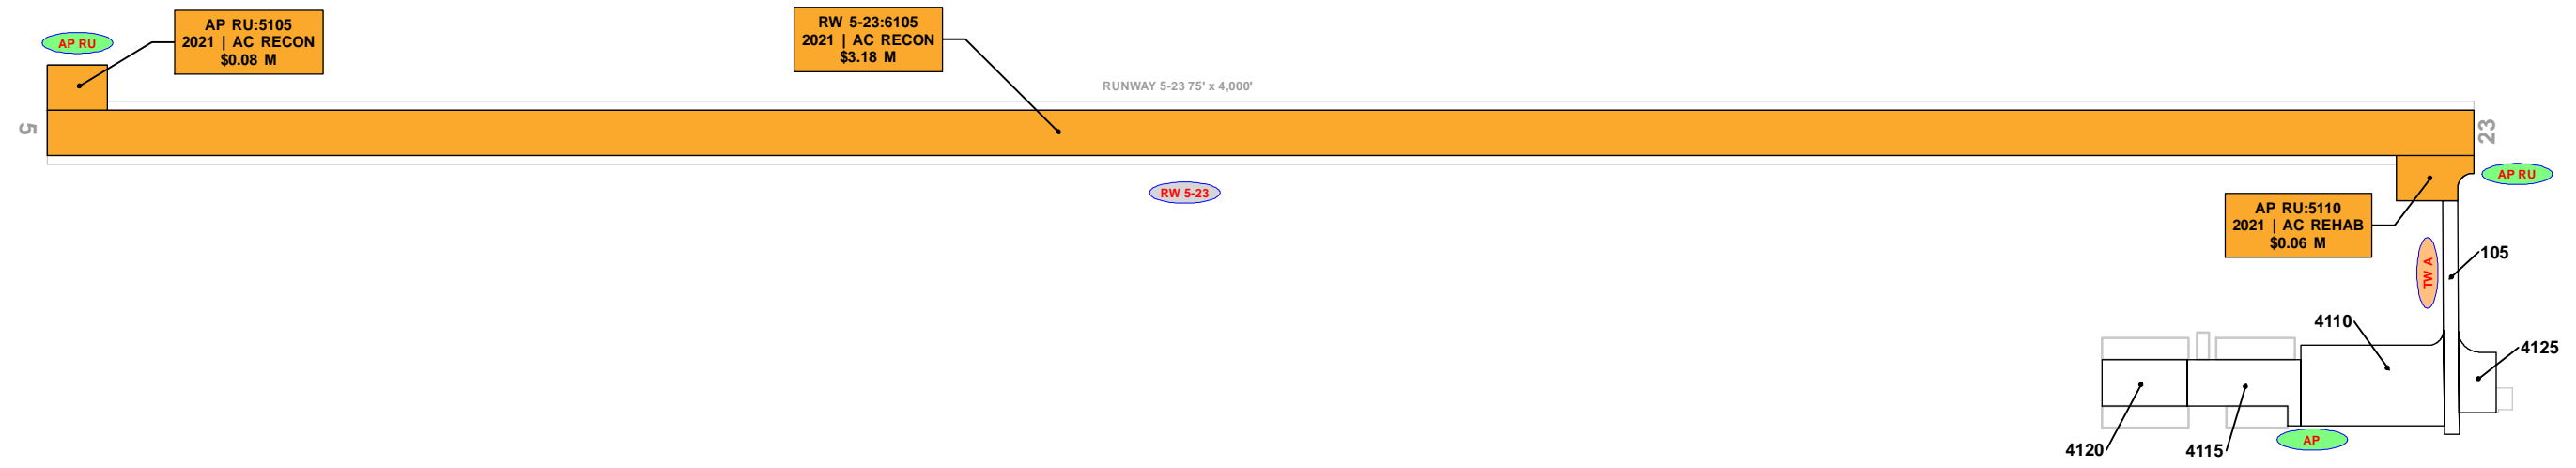 AP RU
AP RU:5105
2021 | AC RECON
$0.08 M
RW 5-23:6105
2021 | AC RECON
$3.18 M
RUNWAY 5-23 75' x 4,000'
5
23
RW 5-23
AP RU
AP RU:5110
2021 | AC REHAB
$0.06 M
TW A
105
4110
4125
4120
4115
AP